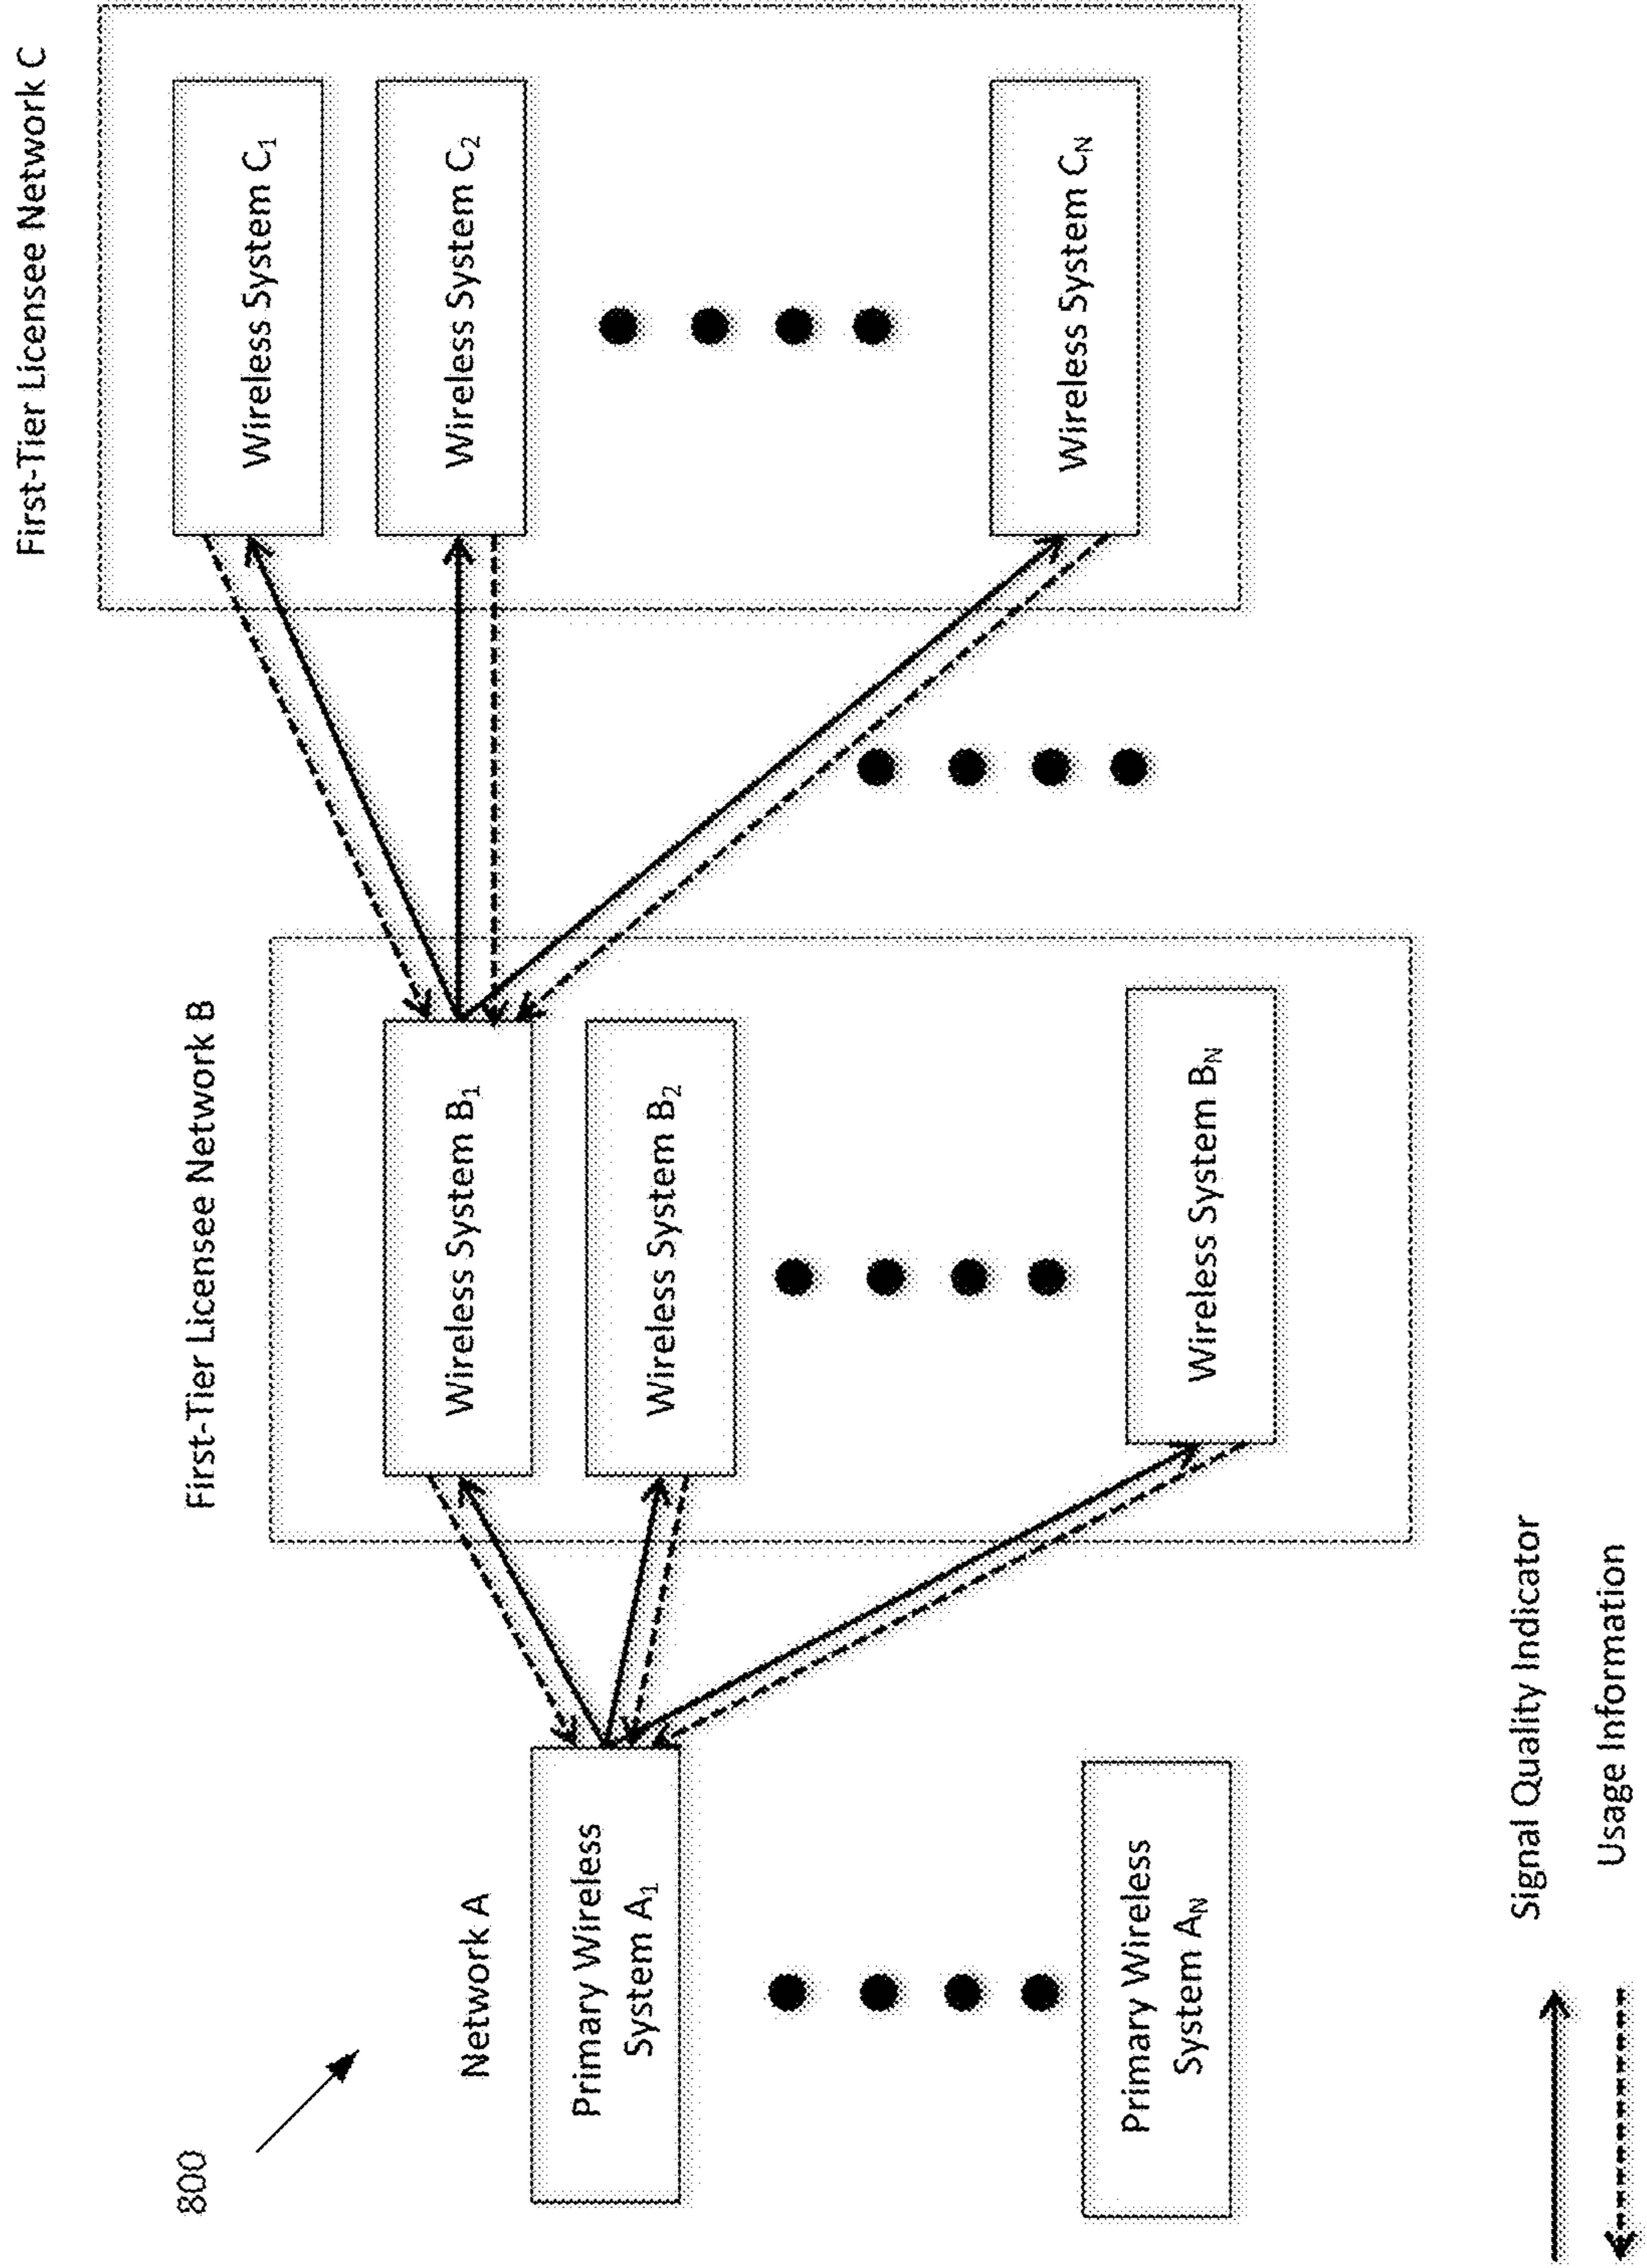 800
Network A
Primary Wireless
System A₁
Primary Wireless
System Aₙ
First-Tier Licensee Network B
Wireless System B₁
Wireless System B₂
Wireless System Bₙ
First-Tier Licensee Network C
Wireless System C₁
Wireless System C₂
Wireless System Cₙ
Signal Quality Indicator
Usage Information